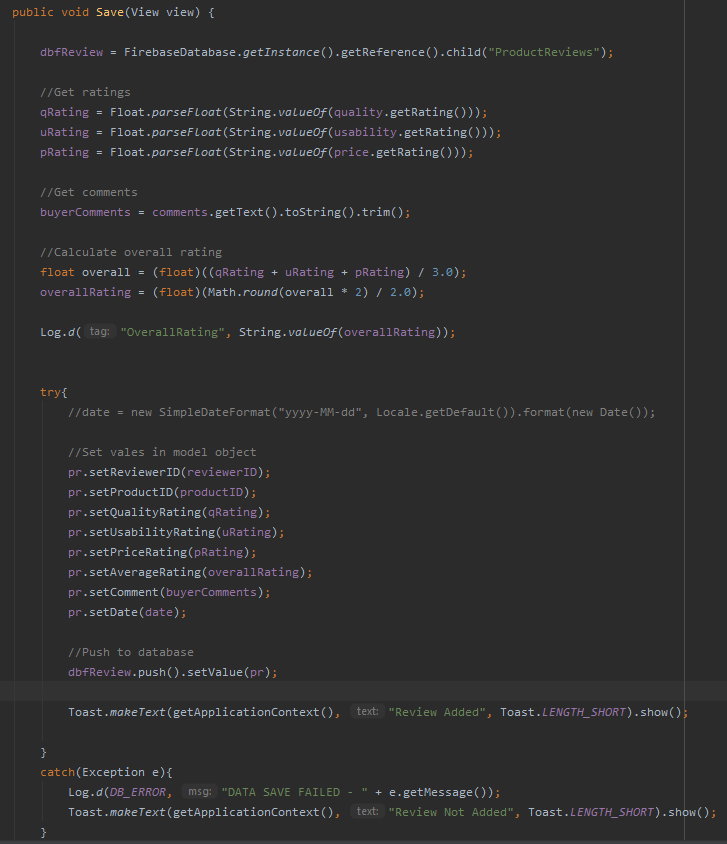 public void Save(View view) {
dbfReview = FirebaseDatabase.getInstance().getReference().child("ProductReviews");
//Get ratings
qRating = Float.parseFloat(String.valueOf(quality.getRating()));
uRating = Float.parseFloat(String.valueOf(usability.getRating()));
pRating = Float.parseFloat(String.valueOf(price.getRating()));
//Get comments
buyerComments = comments.getText().toString().trim();
//Calculate overall rating
float overall = (float)((qRating + uRating + pRating) / 3.0);
overallRating = (float)(Math.round(overall * 2) / 2.0);
Log.d( tag: "OverallRating", String.valueOf(overallRating));
try{
//date = new SimpleDateFormat("yyyy-MM-dd", Locale.getDefault()).format(new Date());
//Set vales in model object
pr.setReviewerID(reviewerID);
pr.setProductID(productID);
pr.setQualityRating(qRating);
pr.setUsabilityRating(uRating);
pr.setPriceRating(pRating);
pr.setAverageRating(overallRating);
pr.setComment(buyerComments);
pr.setDate(date);
//Push to database
dbfReview.push().setValue(pr);
Toast.makeText(getApplicationContext(), text: "Review Added", Toast.LENGTH_SHORT).show();
}
catch(Exception e){
Log.d(DB_ERROR, msg: "DATA SAVE FAILED - " + e.getMessage());
Toast.makeText(getApplicationContext(), text: "Review Not Added", Toast.LENGTH_SHORT).show();
}